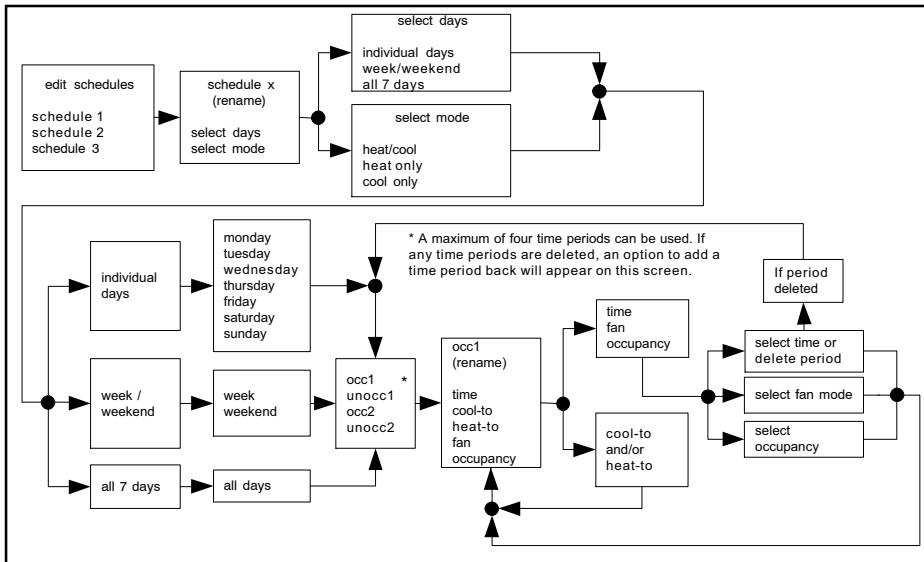 edit schedules
schedule 1
schedule 2
schedule 3
schedule x
(rename)
select days
select mode
select days
individual days
week/weekend
all 7 days
select mode
heat/cool
heat only
cool only
individual
days
monday
tuesday
wednesday
thursday
friday
saturday
sunday
* A maximum of four time periods can be used. If
any time periods are deleted, an option to add a
time period back will appear on this screen.
If period
deleted
week /
weekend
week
weekend
all 7 days
all days
occ1 *
unocc1
occ2
unocc2
occ1
(rename)
time
cool-to
heat-to
fan
occupancy
time
fan
occupancy
cool-to
and/or
heat-to
select time or
delete period
select fan mode
select
occupancy